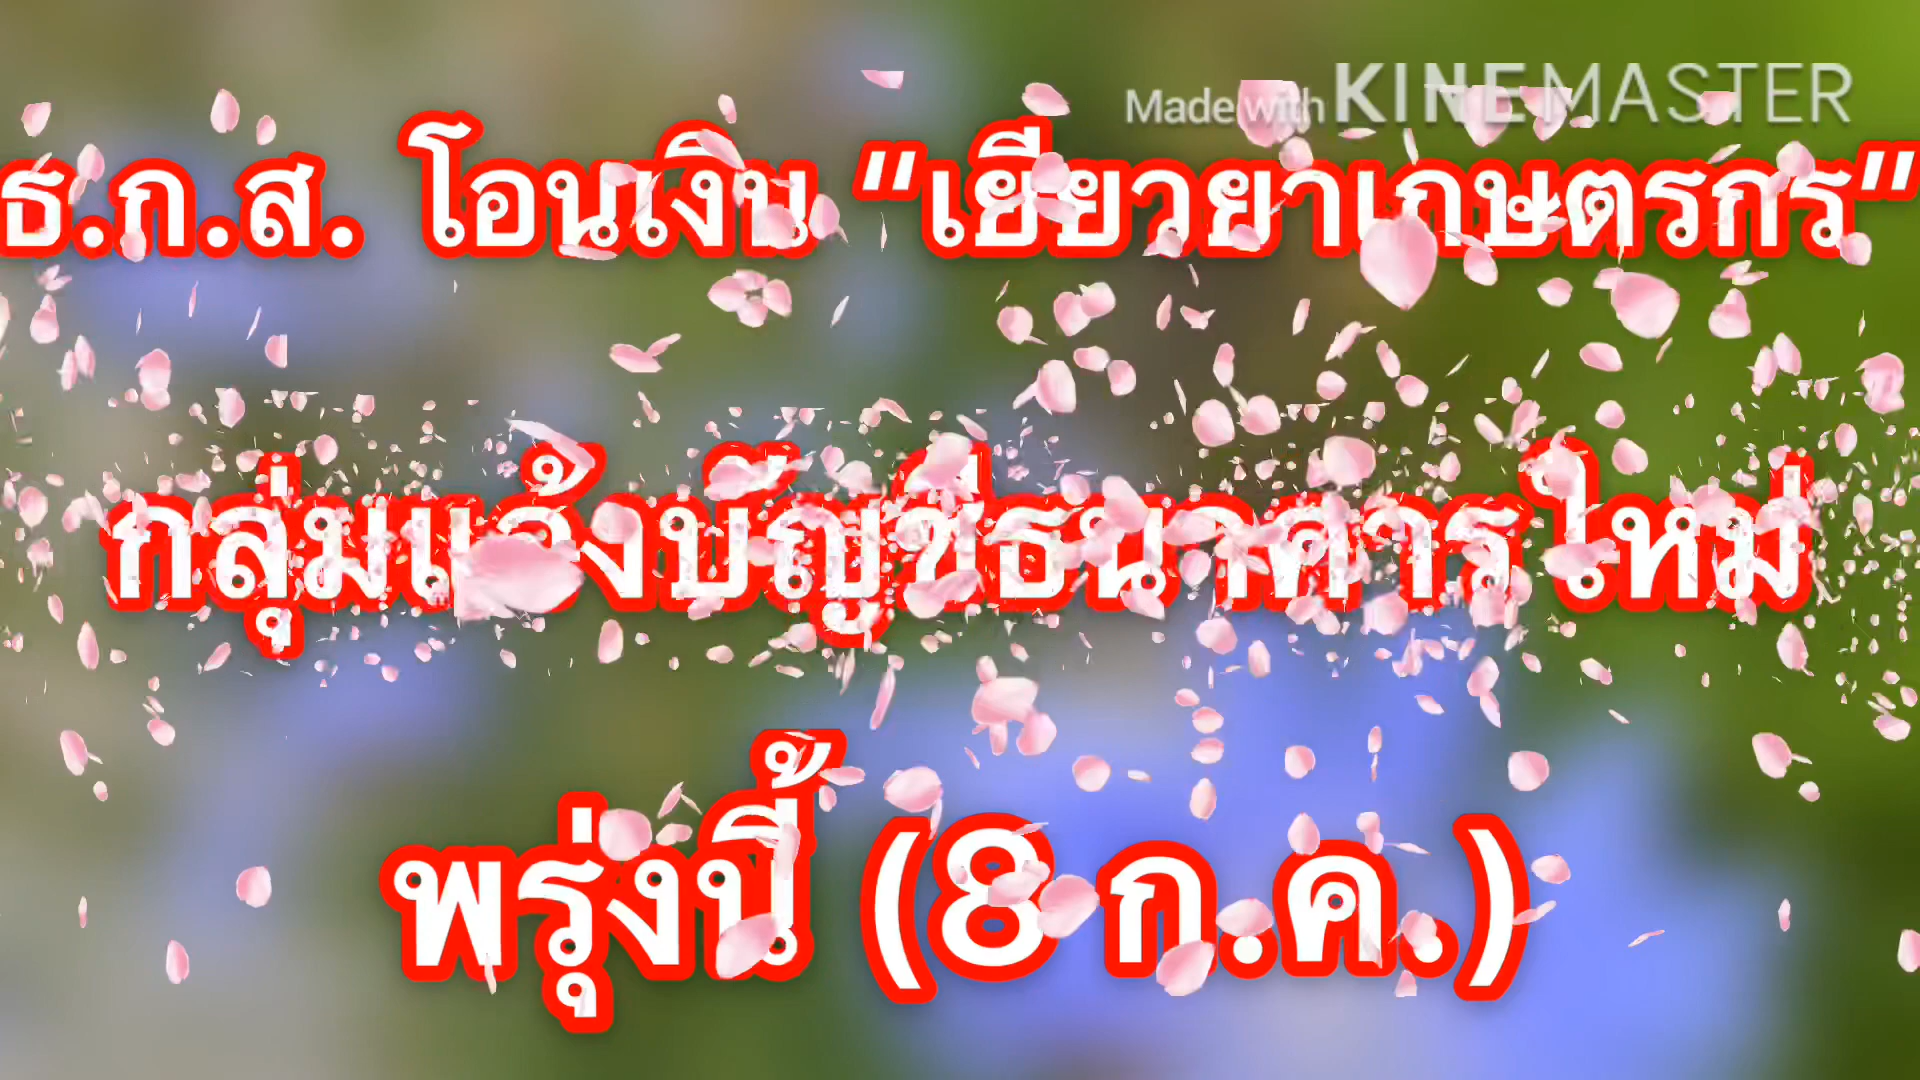 Made with KINEMASTER
ธ.ก.ส. โอนเงิน "เยียวยาเกษตรกร"
กลุ่มแจ้งบัญชีธนาคารใหม่
พรุ่งนี้ (8 ก.ค.)